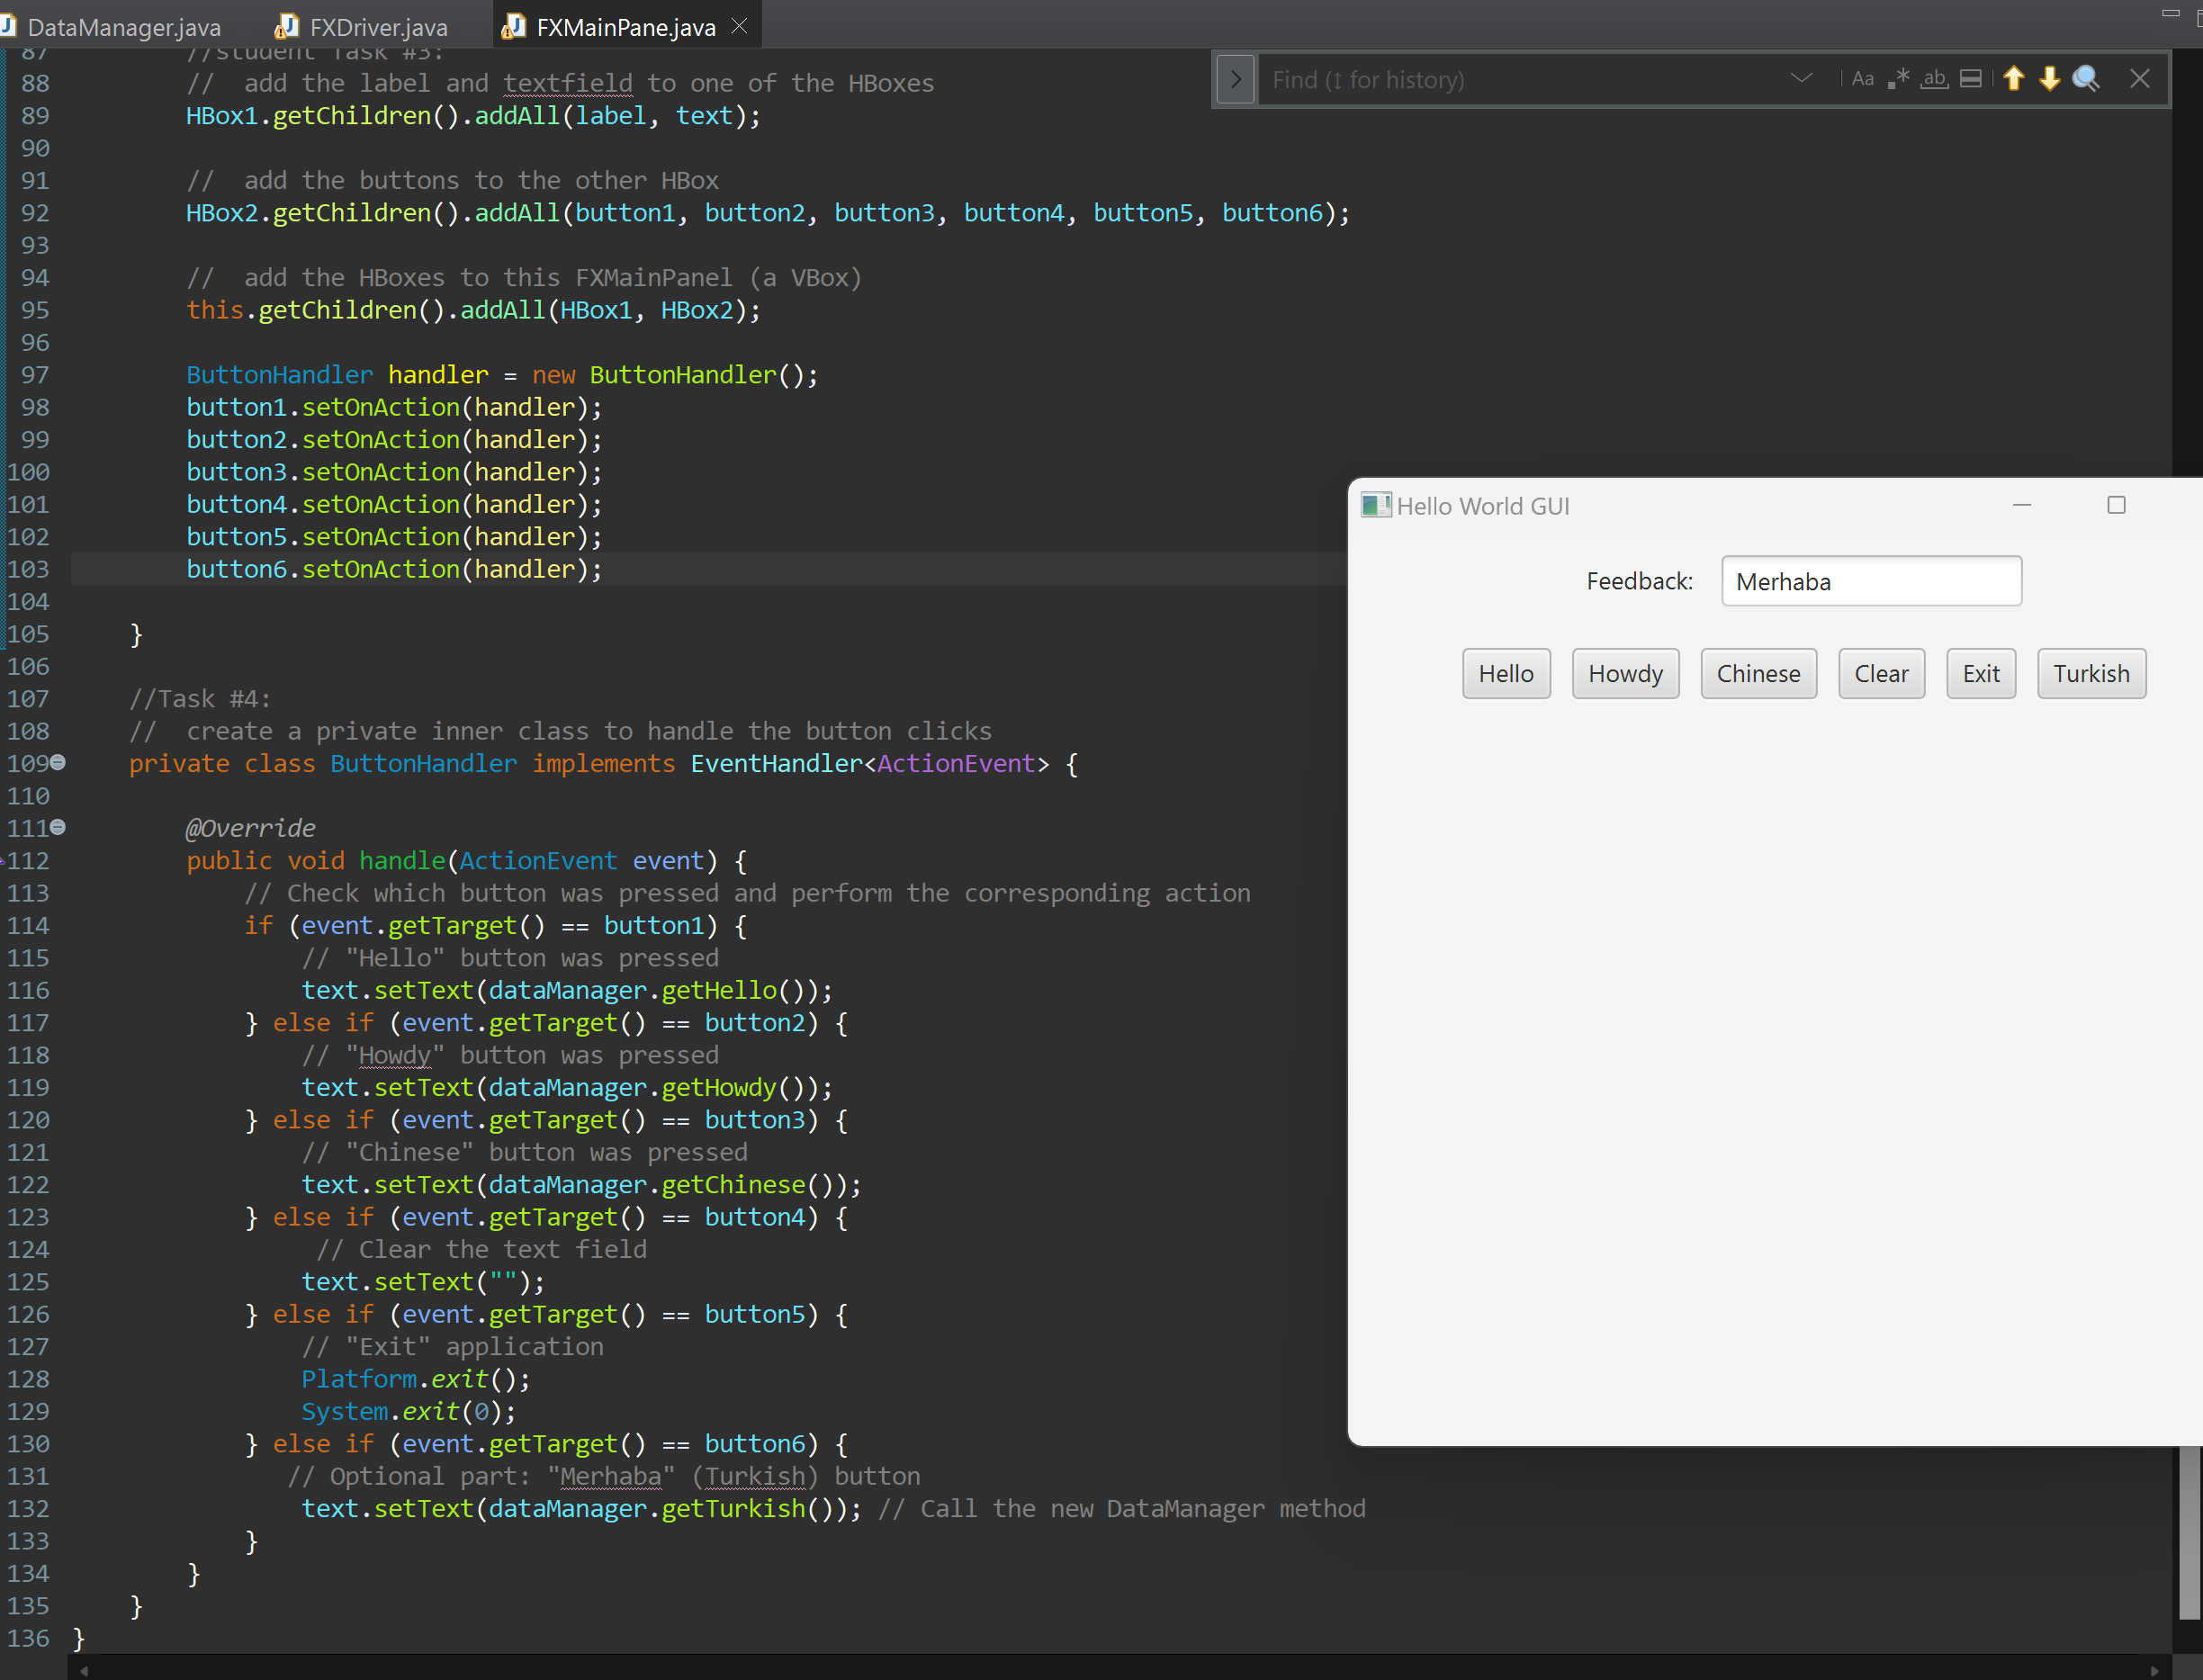 DataManager.java
FXDriver.java
FXMainPane.java
Find (↕ for history)
Aa
.*
ab
87 //student Task #3:
88 //  add the label and textfield to one of the HBoxes
89 HBox1.getChildren().addAll(label, text);
90
91 //  add the buttons to the other HBox
92 HBox2.getChildren().addAll(button1, button2, button3, button4, button5, button6);
93
94 //  add the HBoxes to this FXMainPanel (a VBox)
95 this.getChildren().addAll(HBox1, HBox2);
96
97 ButtonHandler handler = new ButtonHandler();
98 button1.setOnAction(handler);
99 button2.setOnAction(handler);
100 button3.setOnAction(handler);
101 button4.setOnAction(handler);
102 button5.setOnAction(handler);
103 button6.setOnAction(handler);
104
105 }
106
107 //Task #4:
108 //  create a private inner class to handle the button clicks
109 private class ButtonHandler implements EventHandler<ActionEvent> {
110
111 @Override
112 public void handle(ActionEvent event) {
113 // Check which button was pressed and perform the corresponding action
114 if (event.getTarget() == button1) {
115 // "Hello" button was pressed
116 text.setText(dataManager.getHello());
117 } else if (event.getTarget() == button2) {
118 // "Howdy" button was pressed
119 text.setText(dataManager.getHowdy());
120 } else if (event.getTarget() == button3) {
121 // "Chinese" button was pressed
122 text.setText(dataManager.getChinese());
123 } else if (event.getTarget() == button4) {
124 // Clear the text field
125 text.setText("");
126 } else if (event.getTarget() == button5) {
127 // "Exit" application
128 Platform.exit();
129 System.exit(0);
130 } else if (event.getTarget() == button6) {
131 // Optional part: "Merhaba" (Turkish) button
132 text.setText(dataManager.getTurkish()); // Call the new DataManager method
133 }
134 }
135 }
136 }
Hello World GUI
Feedback: Merhaba
Hello Howdy Chinese Clear Exit Turkish